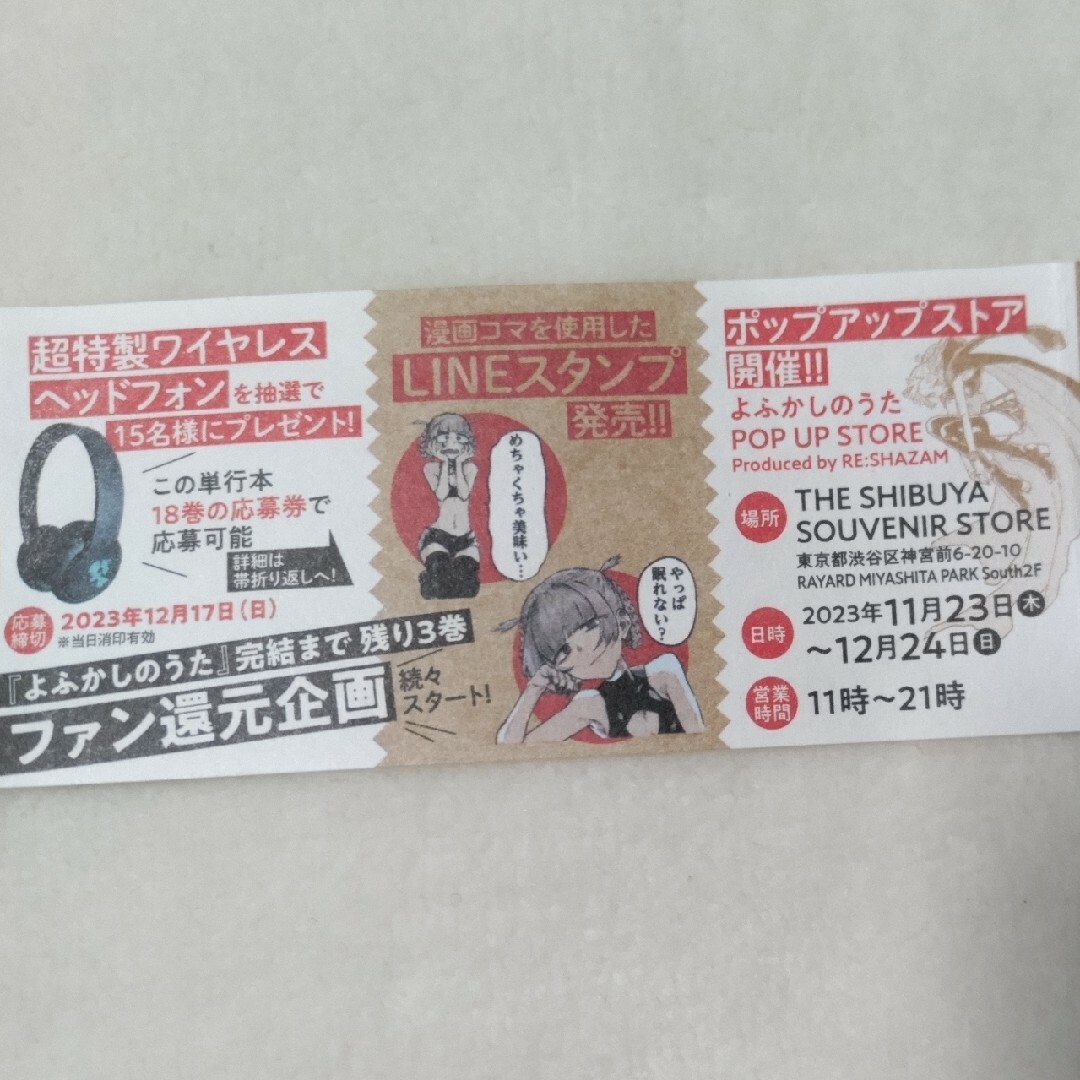 超特製ワイヤレス
ヘッドフォンを抽選で
15名様にプレゼント!
この単行本
18巻の応募券で
応募可能
詳細は
帯折り返しへ!
応募
締切
2023年12月17日(日)
※当日消印有効
『よふかしのうた』完結まで 残り3巻
ファン還元企画
続々
スタート!
漫画コマを使用した
LINEスタンプ
発売!!
めちゃくちゃ美味い…
やっぱ
眠れない?
ポップアップストア
開催!!
よふかしのうた
POP UP STORE
Produced by RE:SHAZAM
場所
THE SHIBUYA
SOUVENIR STORE
東京都渋谷区神宮前6-20-10
RAYARD MIYASHITA PARK South2F
日時
2023年11月23日木
~12月24日日
営業
時間
11時~21時